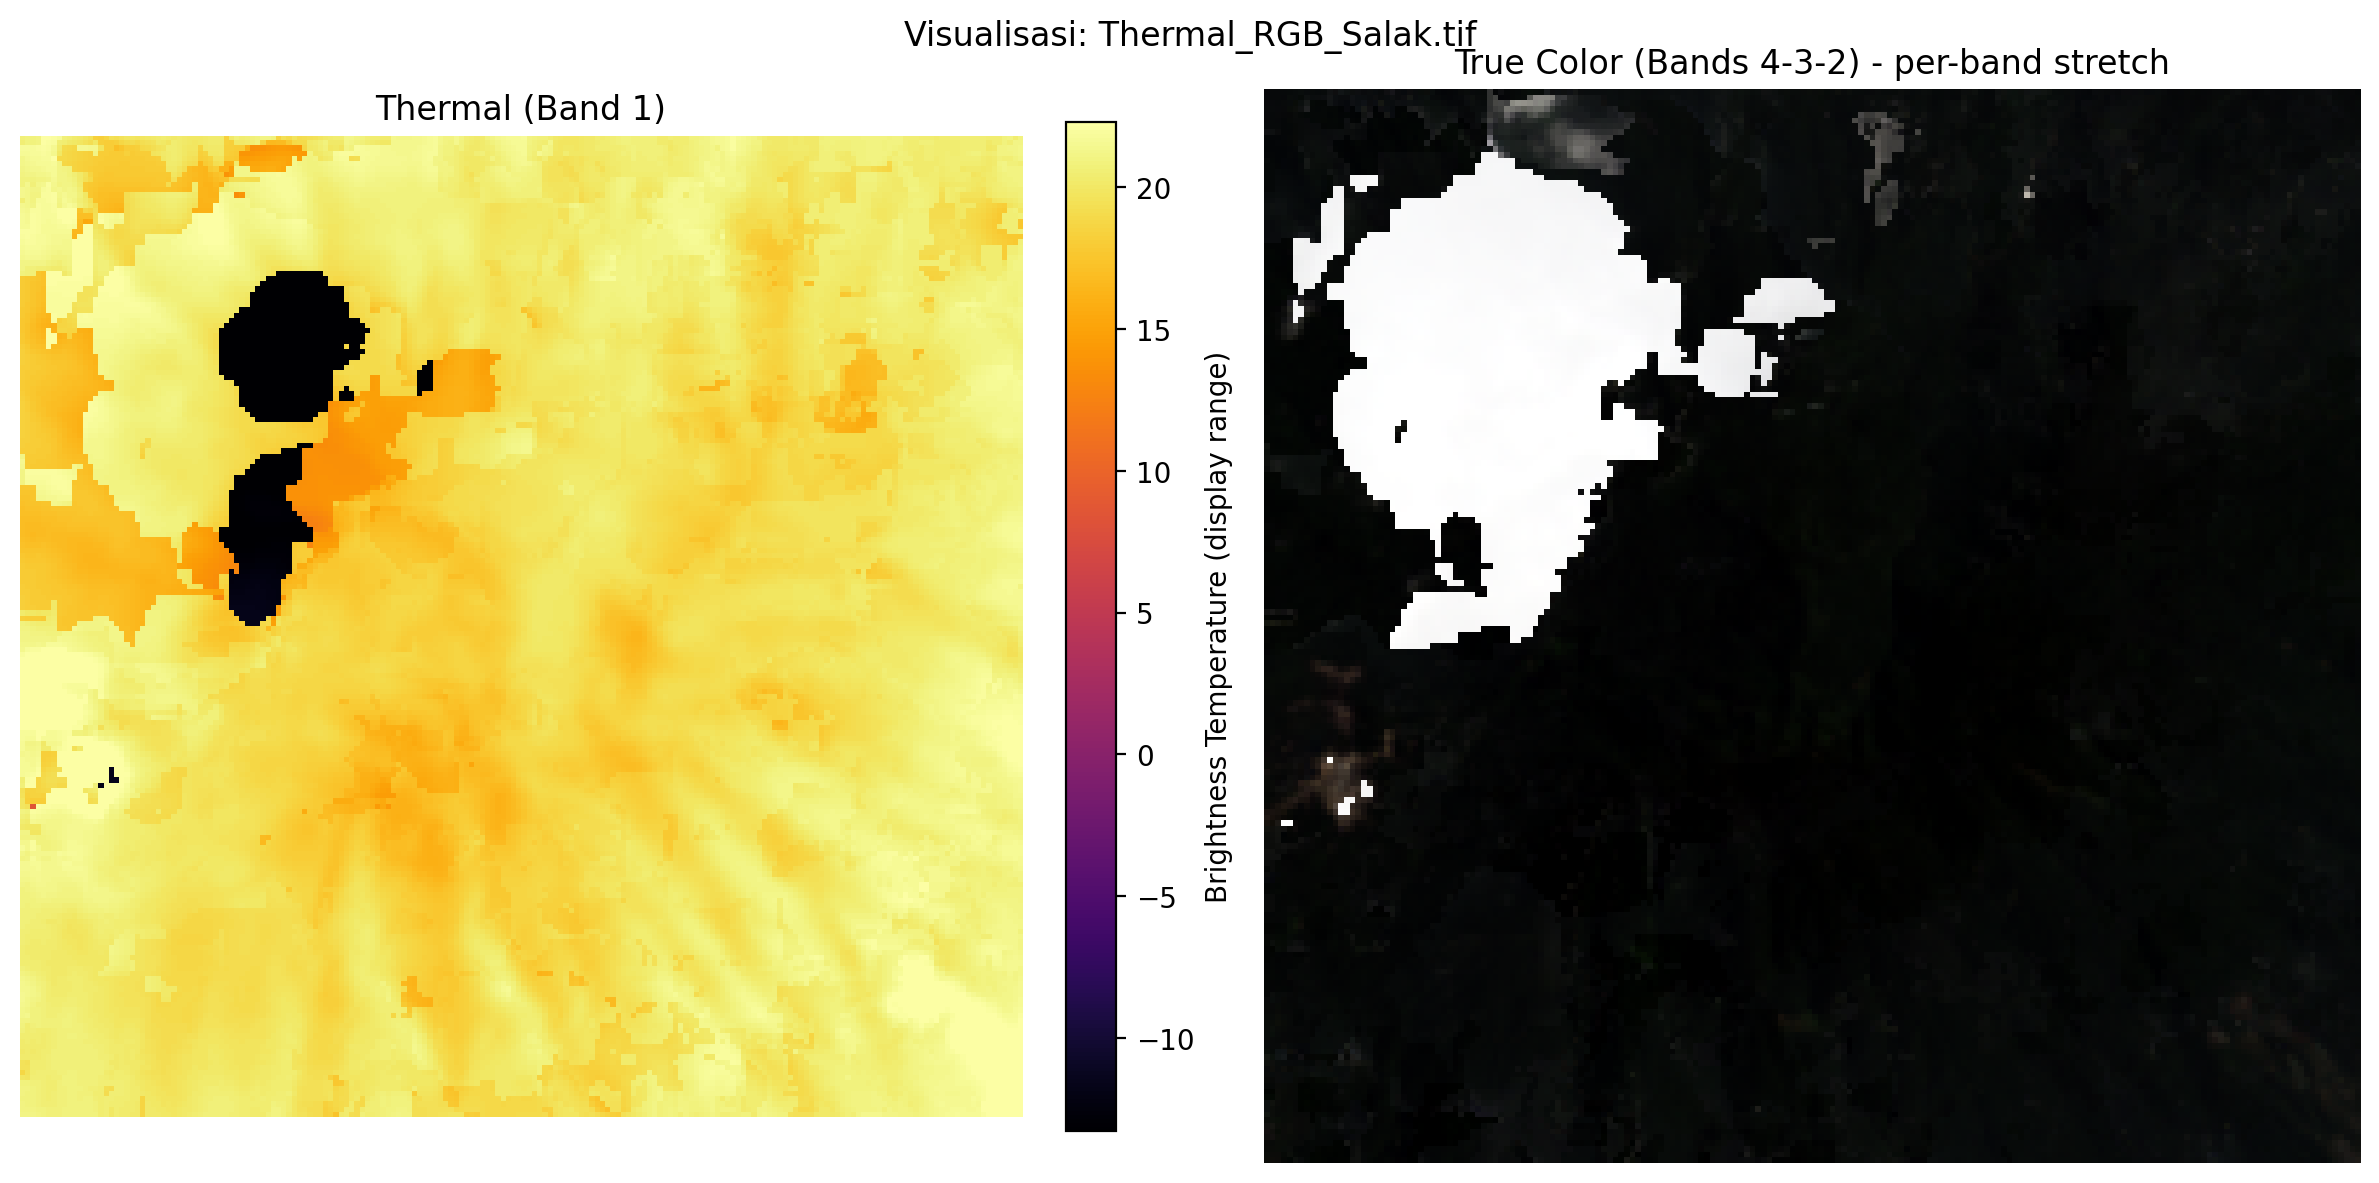 Visualisasi: Thermal_RGB_Salak.tif
Thermal (Band 1)
20
15
10
5
0
−5
−10
Brightness Temperature (display range)
True Color (Bands 4-3-2) - per-band stretch